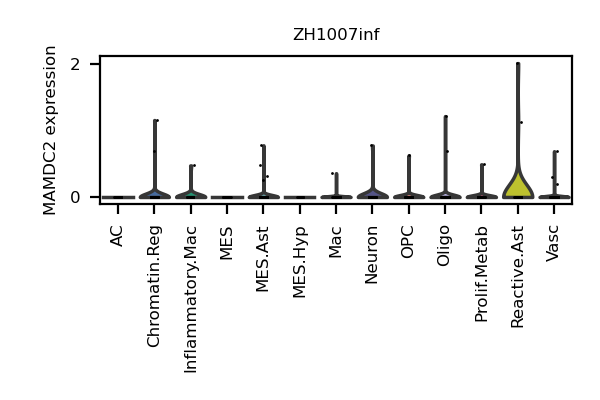 ZH1007inf
MAMDC2 expression
2
0
AC
Chromatin.Reg
Inflammatory.Mac
MES
MES.Ast
MES.Hyp
Mac
Neuron
OPC
Oligo
Prolif.Metab
Reactive.Ast
Vasc